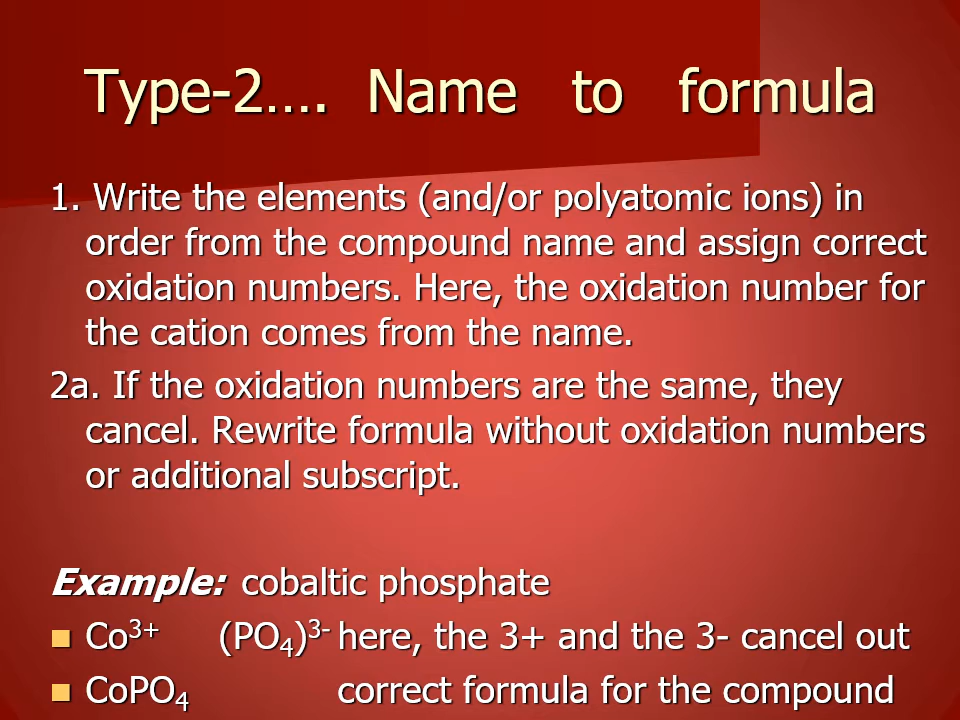 Type-2.... Name to formula
1. Write the elements (and/or polyatomic ions) in
order from the compound name and assign correct
oxidation numbers. Here, the oxidation number for
the cation comes from the name.
2a. If the oxidation numbers are the same, they
cancel. Rewrite formula without oxidation numbers
or additional subscript.
Example: cobaltic phosphate
■ Co³⁺ (PO₄)³⁻ here, the 3+ and the 3- cancel out
■ CoPO₄ correct formula for the compound